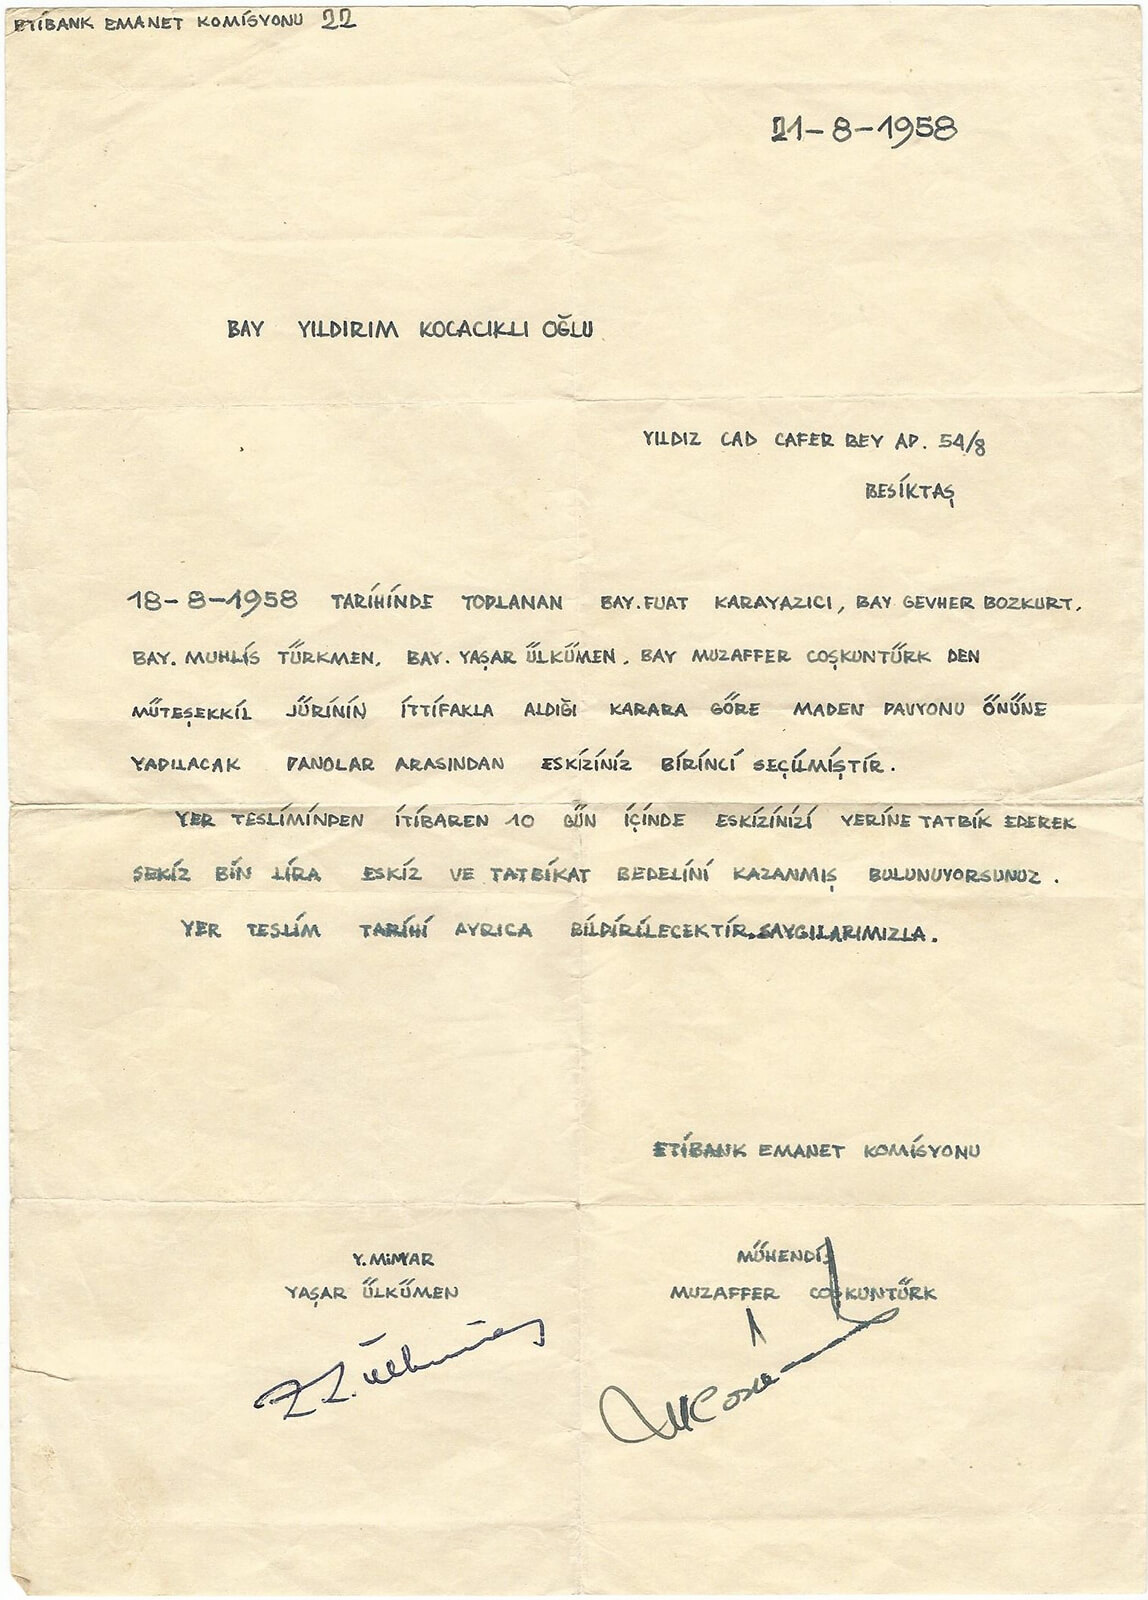 ETİBANK EMANET KOMİSYONU 22
21-8-1958
BAY YILDIRIM KOCACIKLI OĞLU
YILDIZ CAD CAFER BEY AP. 54/8
BEŞİKTAŞ
18-8-1958 TARİHİNDE TOPLANAN BAY. FUAT KARAYAZICI, BAY GEVHER BOZKURT,
BAY. MUHLİS TÜRKMEN, BAY. YAŞAR ÜLKÜMEN, BAY MUZAFFER COŞKUNTÜRK DEN
MÜTEŞEKKİL JÜRİNİN İTTİFAKLA ALDIĞI KARARA GÖRE MADEN PAVYONU ÖNÜNE
YAPILACAK PANOLAR ARASINDAN ESKİZİNİZ BİRİNCİ SEÇİLMİŞTİR.
YER TESLİMİNDEN İTİBAREN 10 GÜN İÇİNDE ESKİZİNİZİ YERİNE TATBİK EDEREK
SEKİZ BİN LİRA ESKİZ VE TATBİKAT BEDELİNİ KAZANMIŞ BULUNUYORSUNUZ.
YER TESLİM TARİHİ AYRICA BİLDİRİLECEKTİR. SAYGILARIMIZLA.
ETİBANK EMANET KOMİSYONU
Y. MİMAR
YAŞAR ÜLKÜMEN
MÜHENDİS
MUZAFFER COŞKUNTÜRK